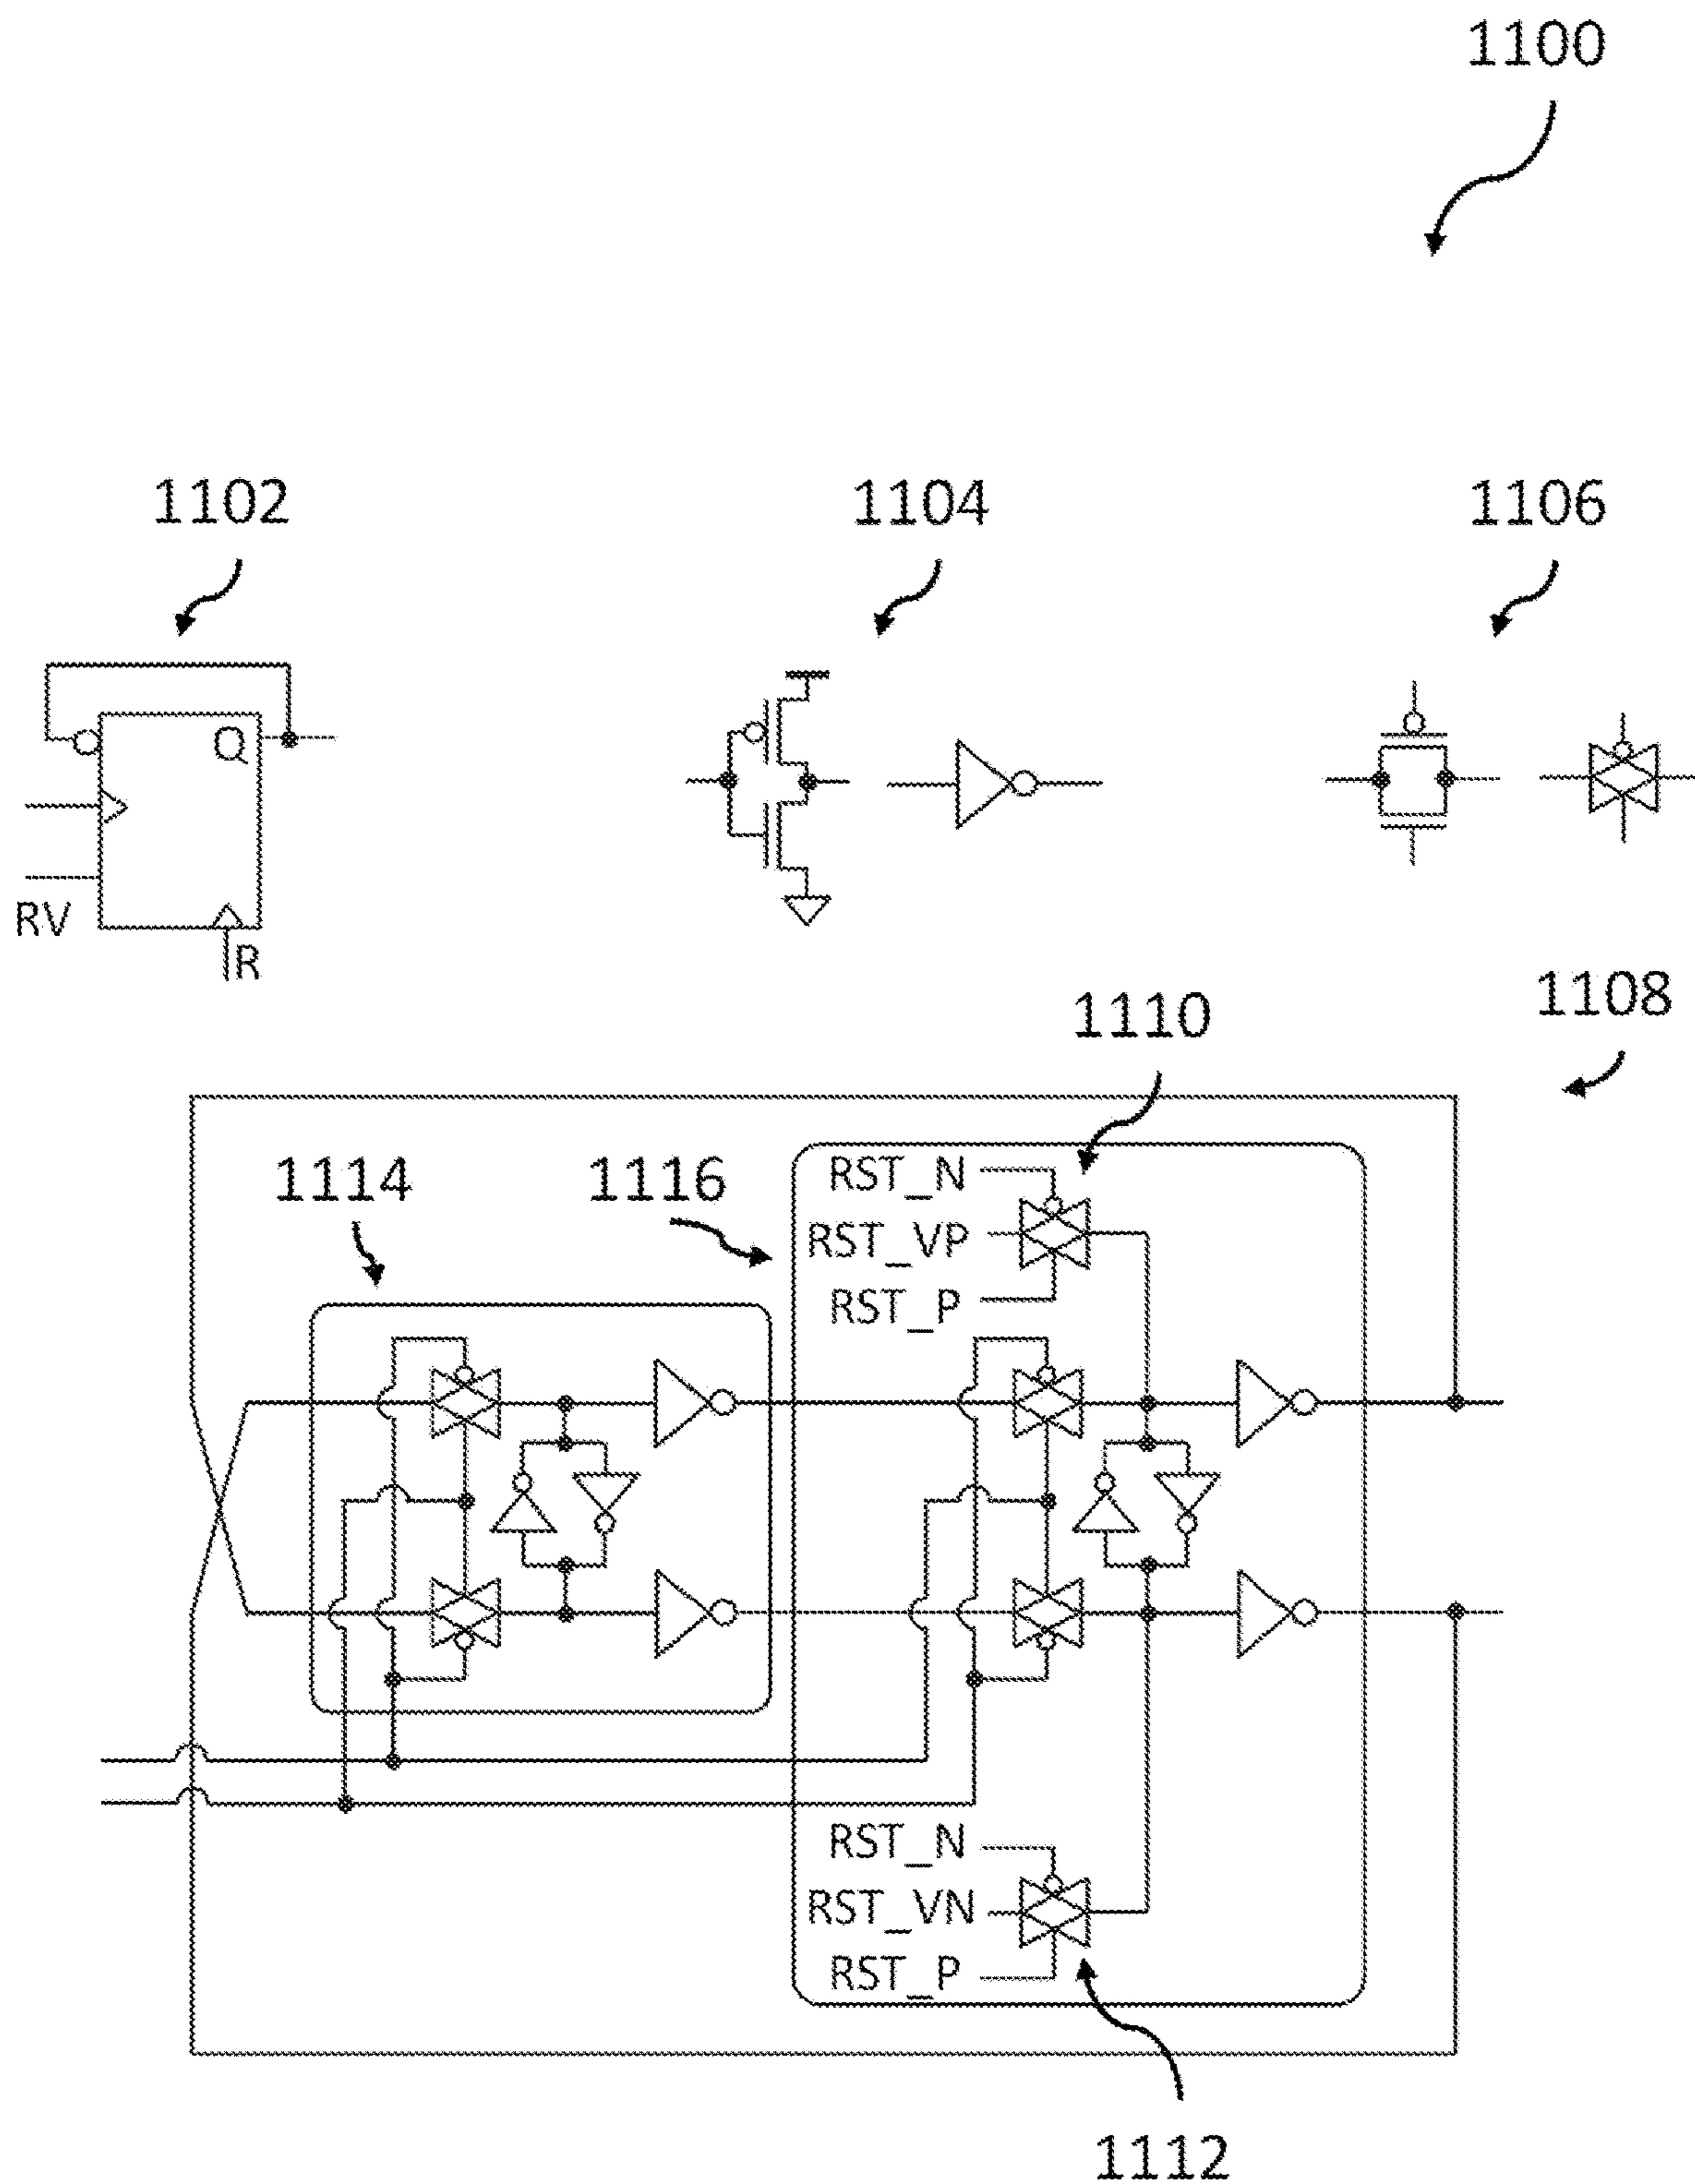 1100
1102
1104
1106
Q
RV
R
1108
1110
1114
1116
RST_N
RST_VP
RST_P
RST_N
RST_VN
RST_P
1112